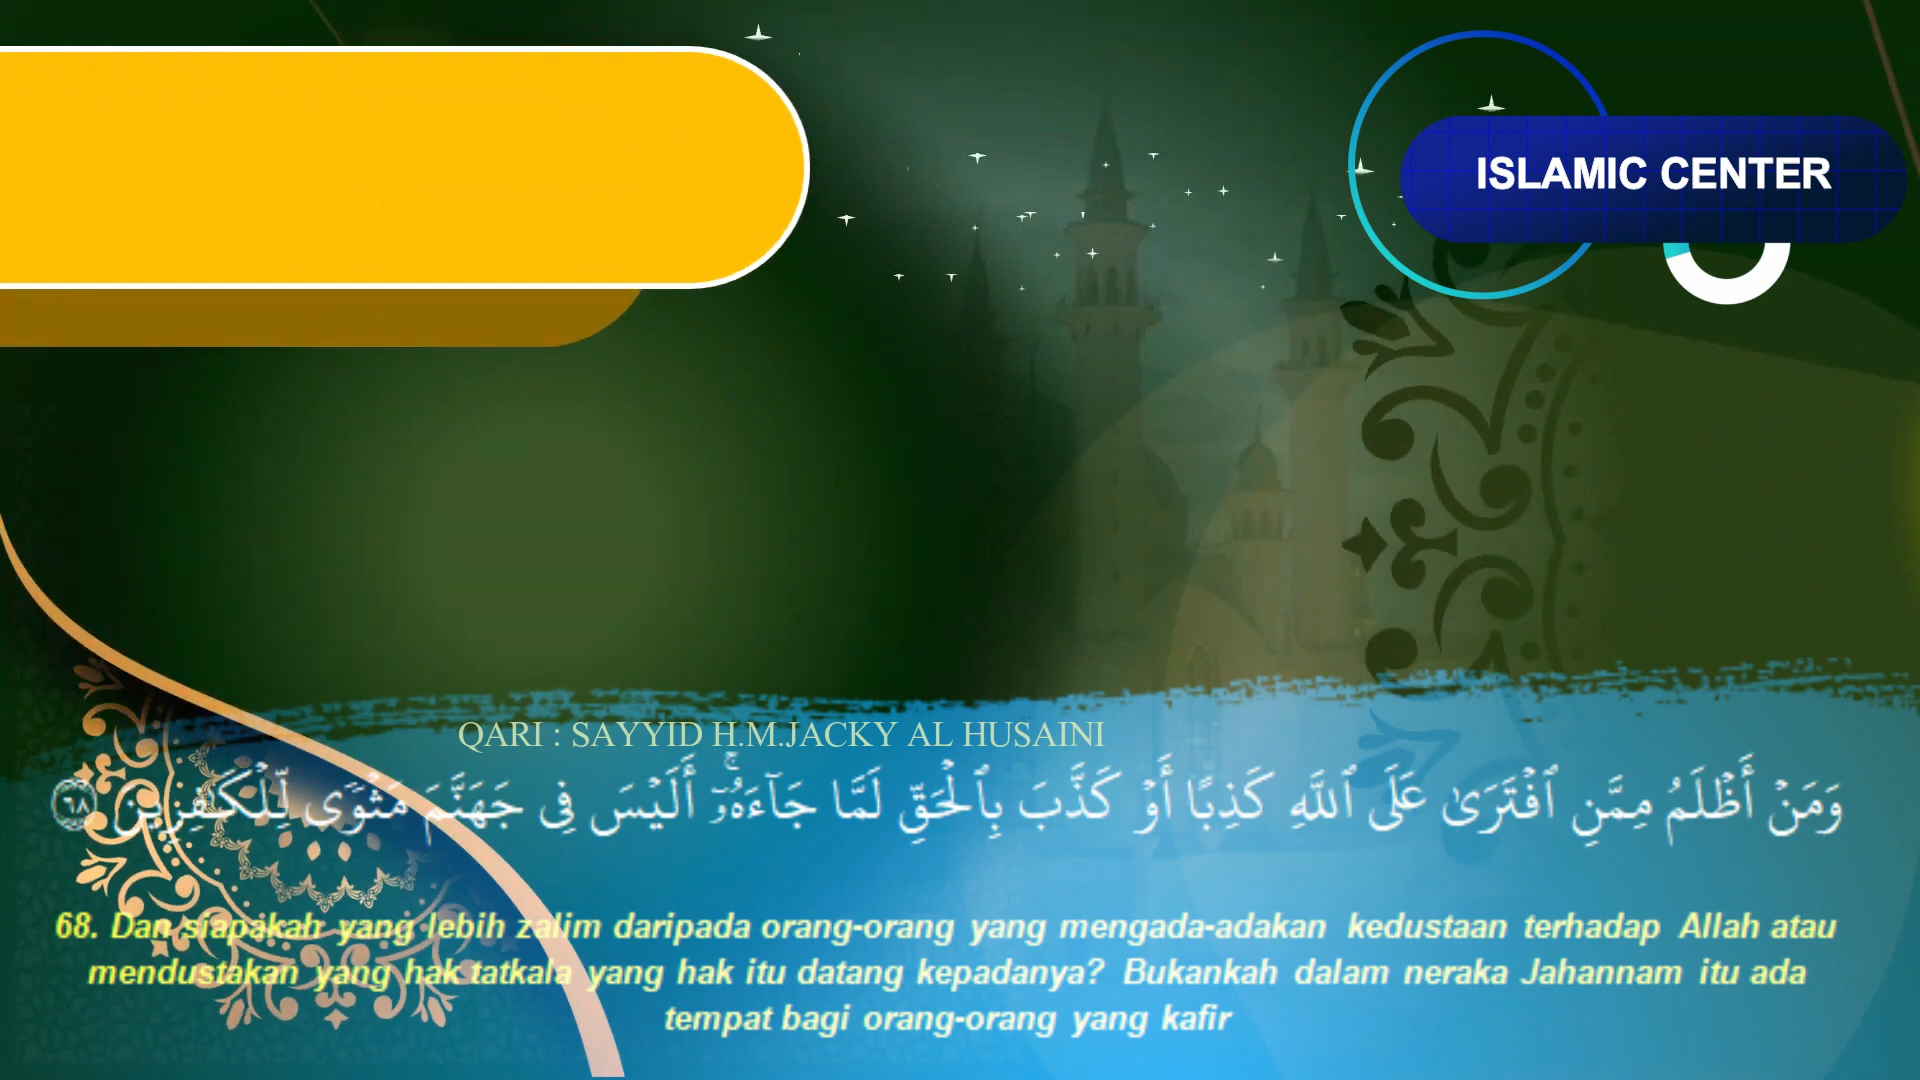 ISLAMIC CENTER
QARI : SAYYID H.M.JACKY AL HUSAINI
وَمَنْ أَظْلَمُ مِمَّنِ ٱفْتَرَىٰ عَلَى ٱللَّهِ كَذِبًا أَوْ كَذَّبَ بِٱلْحَقِّ لَمَّا جَآءَهُۥٓ ۚ أَلَيْسَ فِى جَهَنَّمَ مَثْوًى لِّلْكَٰفِرِينَ ٦٨
68. Dan siapakah yang lebih zalim daripada orang-orang yang mengada-adakan kedustaan terhadap Allah atau
mendustakan yang hak tatkala yang hak itu datang kepadanya? Bukankah dalam neraka Jahannam itu ada
tempat bagi orang-orang yang kafir